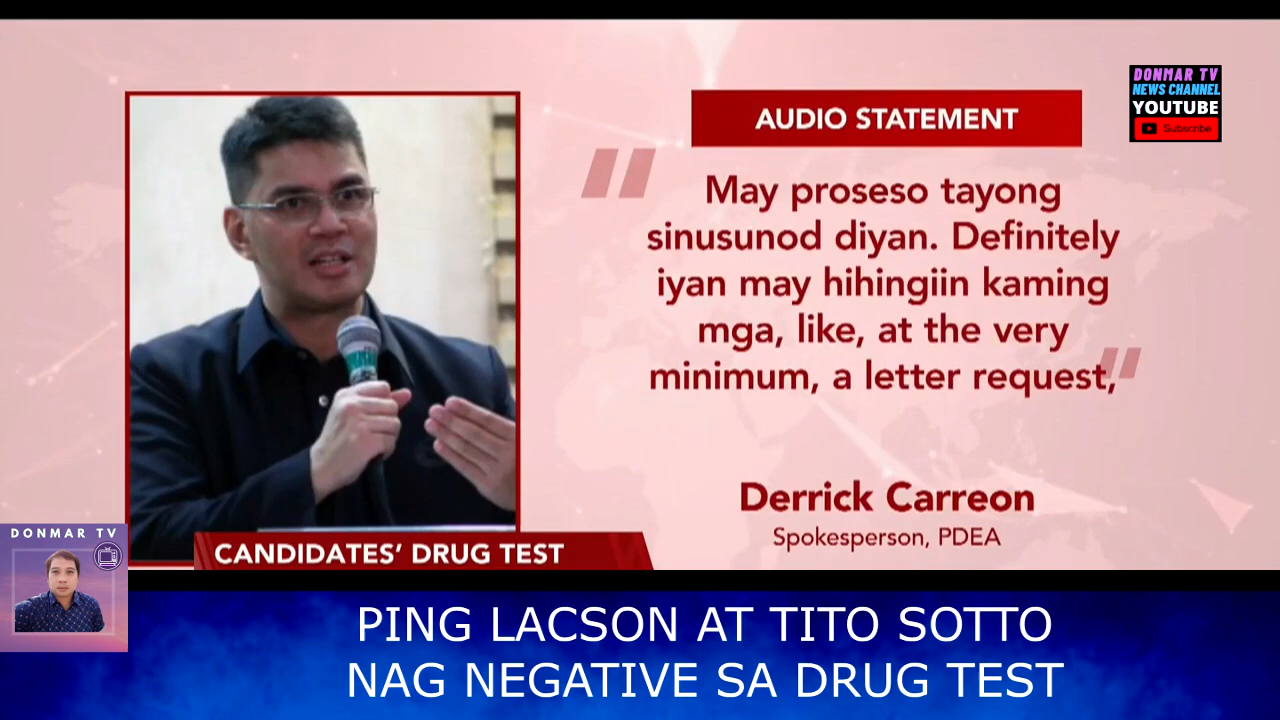 DONMAR TV
NEWS CHANNEL
YOUTUBE
Subscribe
AUDIO STATEMENT
"
May proseso tayong
sinusunod diyan. Definitely
iyan may hihingiin kaming
mga, like, at the very
minimum, a letter request,
"
Derrick Carreon
Spokesperson, PDEA
DONMAR TV
CANDIDATES' DRUG TEST
PING LACSON AT TITO SOTTO
NAG NEGATIVE SA DRUG TEST